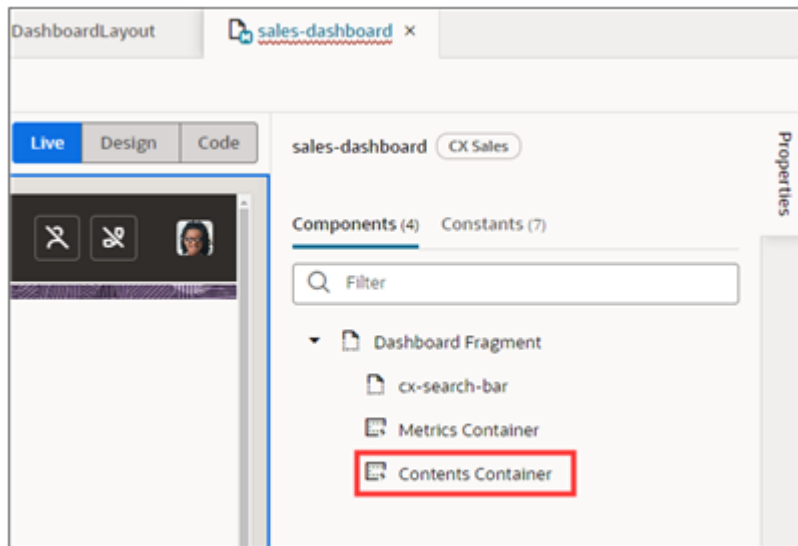 DashboardLayout
sales-dashboard ×
Live Design Code
sales-dashboard CX Sales
Properties
Components (4) Constants (7)
Filter
Dashboard Fragment
cx-search-bar
Metrics Container
Contents Container